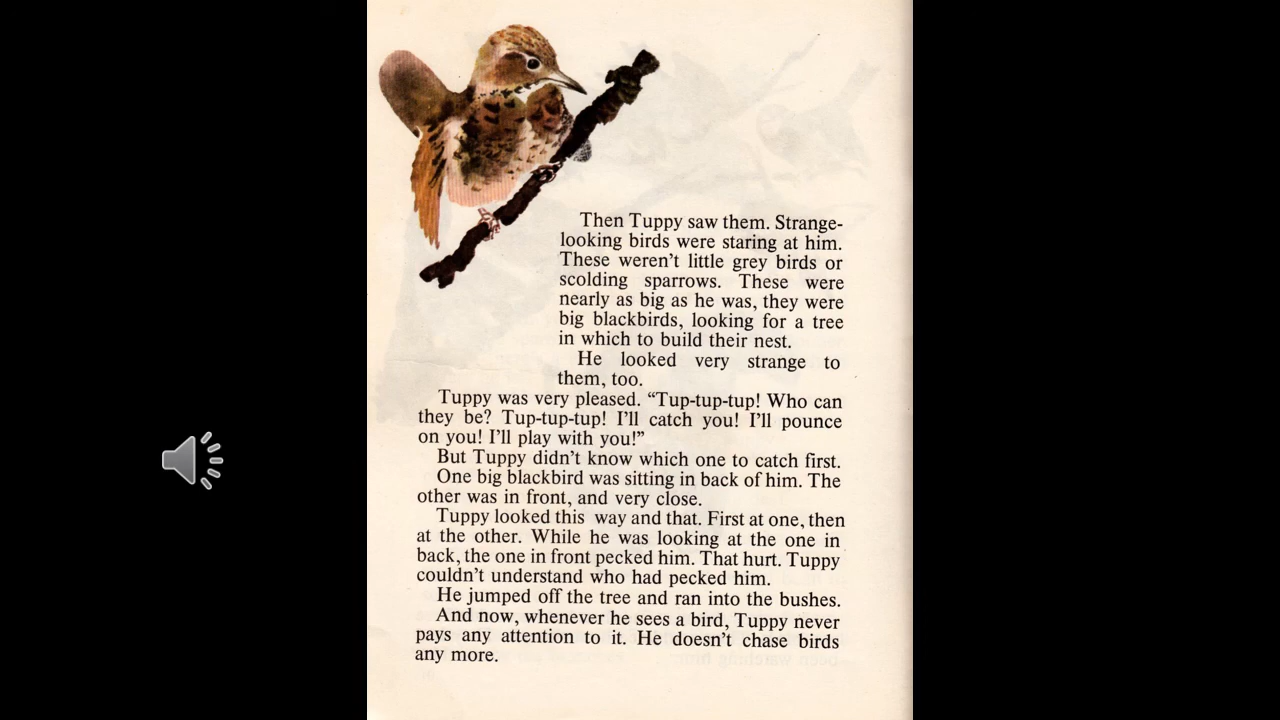 Then Tuppy saw them. Strange-
looking birds were staring at him.
These weren't little grey birds or
scolding sparrows. These were
nearly as big as he was, they were
big blackbirds, looking for a tree
in which to build their nest.
He looked very strange to
them, too.
Tuppy was very pleased. “Tup-tup-tup! Who can
they be? Tup-tup-tup! I'll catch you! I'll pounce
on you! I'll play with you!”
But Tuppy didn't know which one to catch first.
One big blackbird was sitting in back of him. The
other was in front, and very close.
Tuppy looked this way and that. First at one, then
at the other. While he was looking at the one in
back, the one in front pecked him. That hurt. Tuppy
couldn't understand who had pecked him.
He jumped off the tree and ran into the bushes.
And now, whenever he sees a bird, Tuppy never
pays any attention to it. He doesn't chase birds
any more.